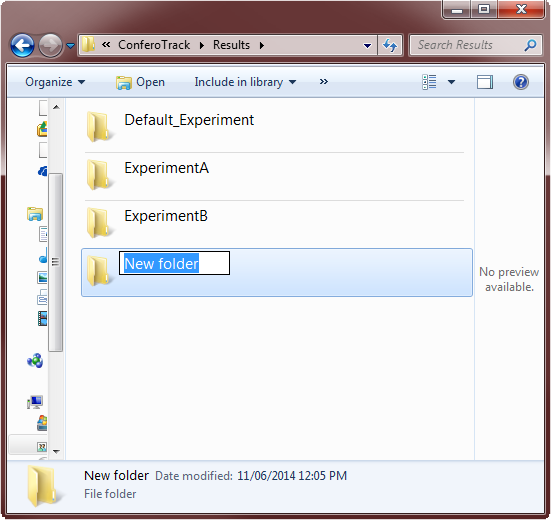 « ConferoTrack Results
Search Results
Organize Open Include in library »
Default_Experiment
ExperimentA
ExperimentB
New folder
No preview
available.
New folder Date modified: 11/06/2014 12:05 PM
File folder